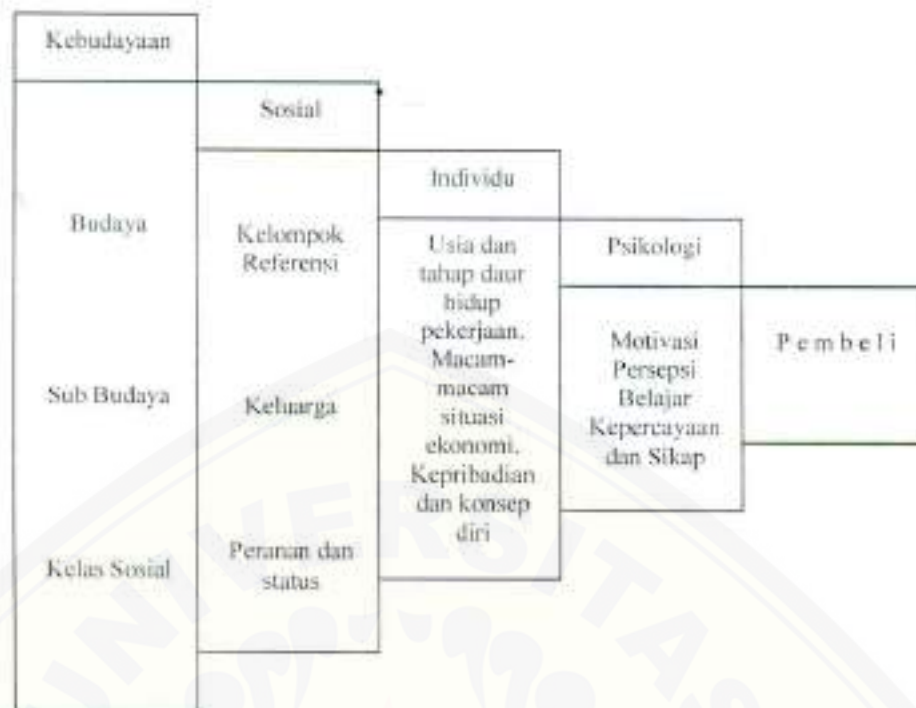 Kebudayaan
Budaya
Sub Budaya
Kelas Sosial
Sosial
Kelompok
Referensi
Keluarga
Peranan dan
status
Individu
Usia dan
tahap daur
hidup
pekerjaan.
Macam-
macam
situasi
ekonomi.
Kepribadian
dan konsep
diri
Psikologi
Motivasi
Persepsi
Belajar
Kepercayaan
dan Sikap
P e m b e l i
UNIVERSITAS